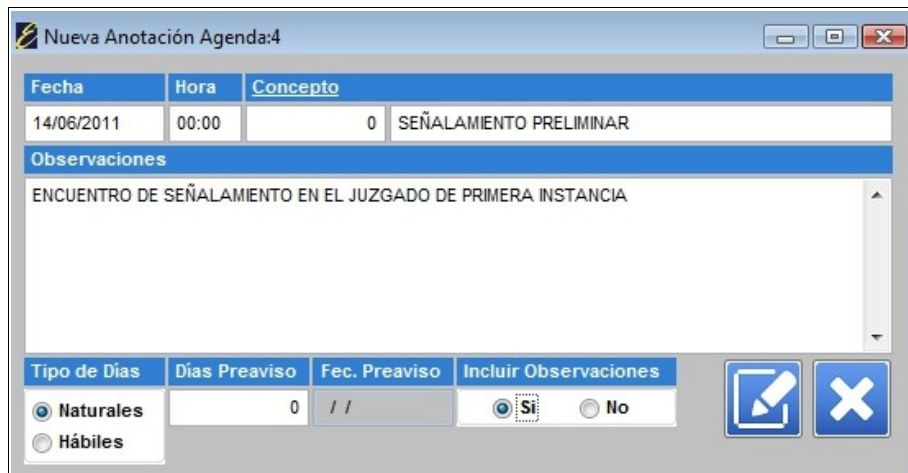 Nueva Anotación Agenda:4
Fecha Hora Concepto
14/06/2011 00:00 0 SEÑALAMIENTO PRELIMINAR
Observaciones
ENCUENTRO DE SEÑALAMIENTO EN EL JUZGADO DE PRIMERA INSTANCIA
Tipo de Días Días Preaviso Fec. Preaviso Incluir Observaciones
Naturales 0 / / Si No
Hábiles